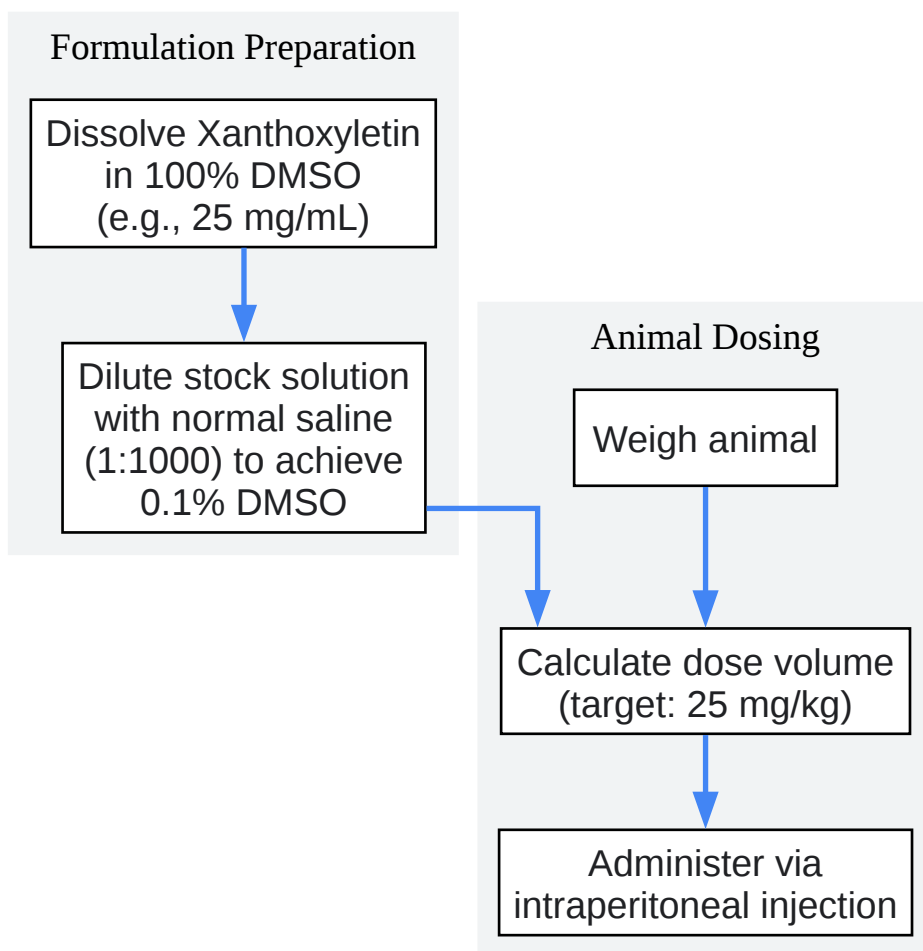 Formulation Preparation
Dissolve Xanthoxyletin
in 100% DMSO
(e.g., 25 mg/mL)
Dilute stock solution
with normal saline
(1:1000) to achieve
0.1% DMSO
Animal Dosing
Weigh animal
Calculate dose volume
(target: 25 mg/kg)
Administer via
intraperitoneal injection